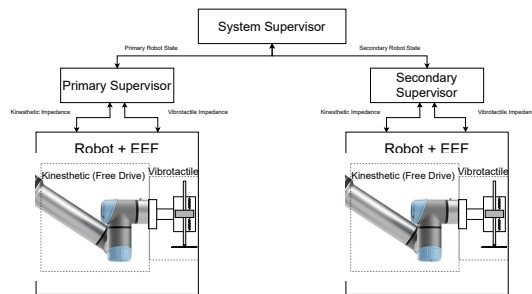 System Supervisor
Primary Robot State
Secondary Robot State
Primary Supervisor
Secondary
Supervisor
Kinesthetic Impedance
Vibrotactile Impedance
Kinesthetic Impedance
Vibrotactile Impedan
Robot + EEF
Robot + EEF
Kinesthetic (Free Drive)
Vibrotactile
Kinesthetic (Free Drive)
Vibrotactile